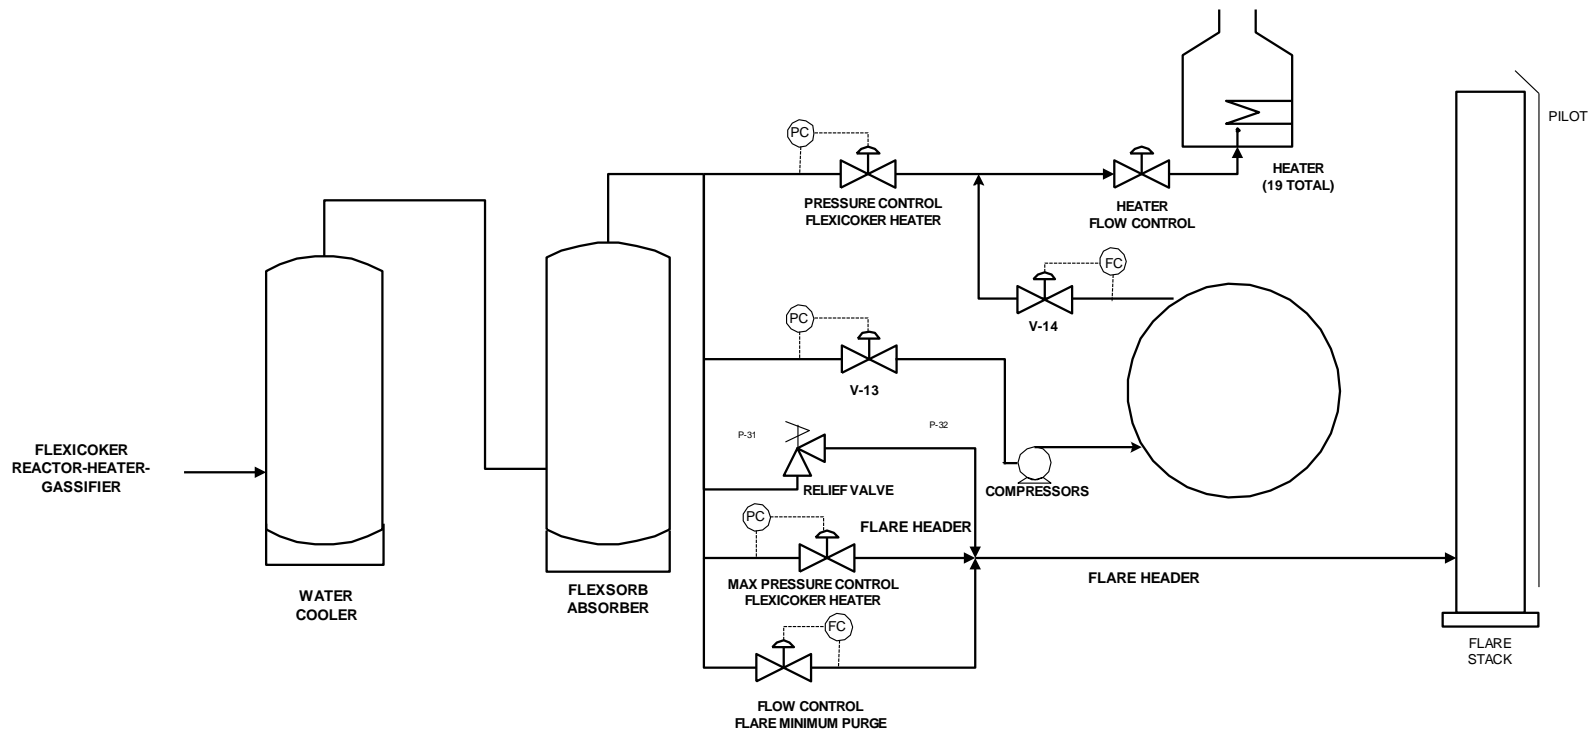 PILOT
PC
HEATER
(19 TOTAL)
PRESSURE CONTROL
FLEXICOKER HEATER
HEATER
FLOW CONTROL
FC
V-14
PC
V-13
FLEXICOKER
REACTOR-HEATER-
GASSIFIER
P-31
P-32
RELIEF VALVE
COMPRESSORS
PC
FLARE HEADER
MAX PRESSURE CONTROL
FLEXICOKER HEATER
FLARE HEADER
WATER
COOLER
FLEXSORB
ABSORBER
FC
FLOW CONTROL
FLARE MINIMUM PURGE
FLARE
STACK